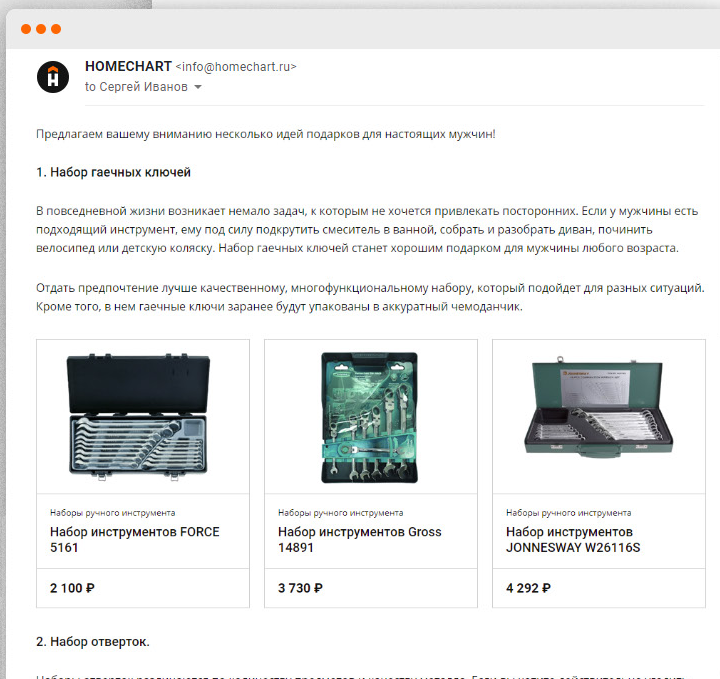 HOMECHART <info@homechart.ru>
to Сергей Иванов
Предлагаем вашему вниманию несколько идей подарков для настоящих мужчин!
1. Набор гаечных ключей
В повседневной жизни возникает немало задач, к которым не хочется привлекать посторонних. Если у мужчины есть
подходящий инструмент, ему под силу подкрутить смеситель в ванной, собрать и разобрать диван, починить
велосипед или детскую коляску. Набор гаечных ключей станет хорошим подарком для мужчины любого возраста.
Отдать предпочтение лучше качественному, многофункциональному набору, который подойдет для разных ситуаций.
Кроме того, в нем гаечные ключи заранее будут упакованы в аккуратный чемоданчик.
Наборы ручного инструмента
Набор инструментов FORCE
5161
2 100 ₽
Наборы ручного инструмента
Набор инструментов Gross
14891
3 730 ₽
Наборы ручного инструмента
Набор инструментов
JONNESWAY W26116S
4 292 ₽
2. Набор отверток.